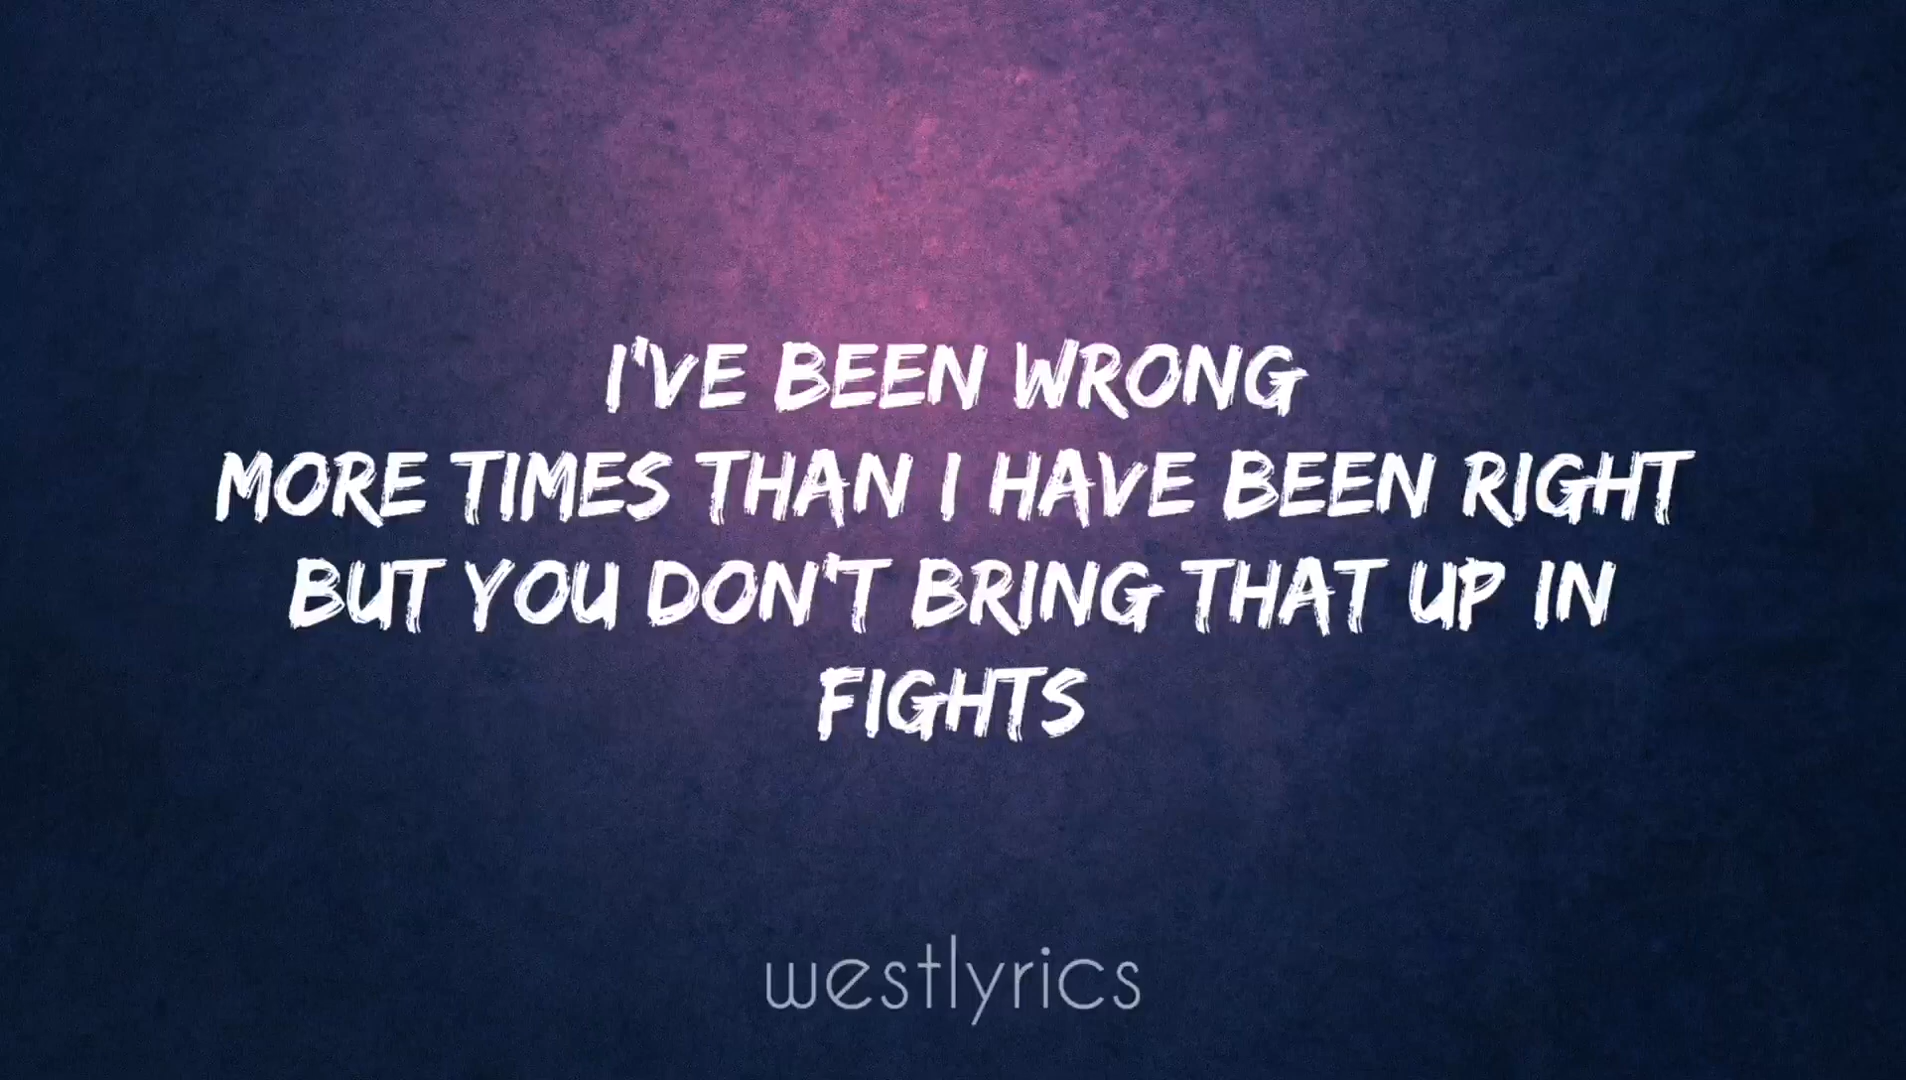 I'VE BEEN WRONG
MORE TIMES THAN I HAVE BEEN RIGHT
BUT YOU DON'T BRING THAT UP IN
FIGHTS
westlyrics